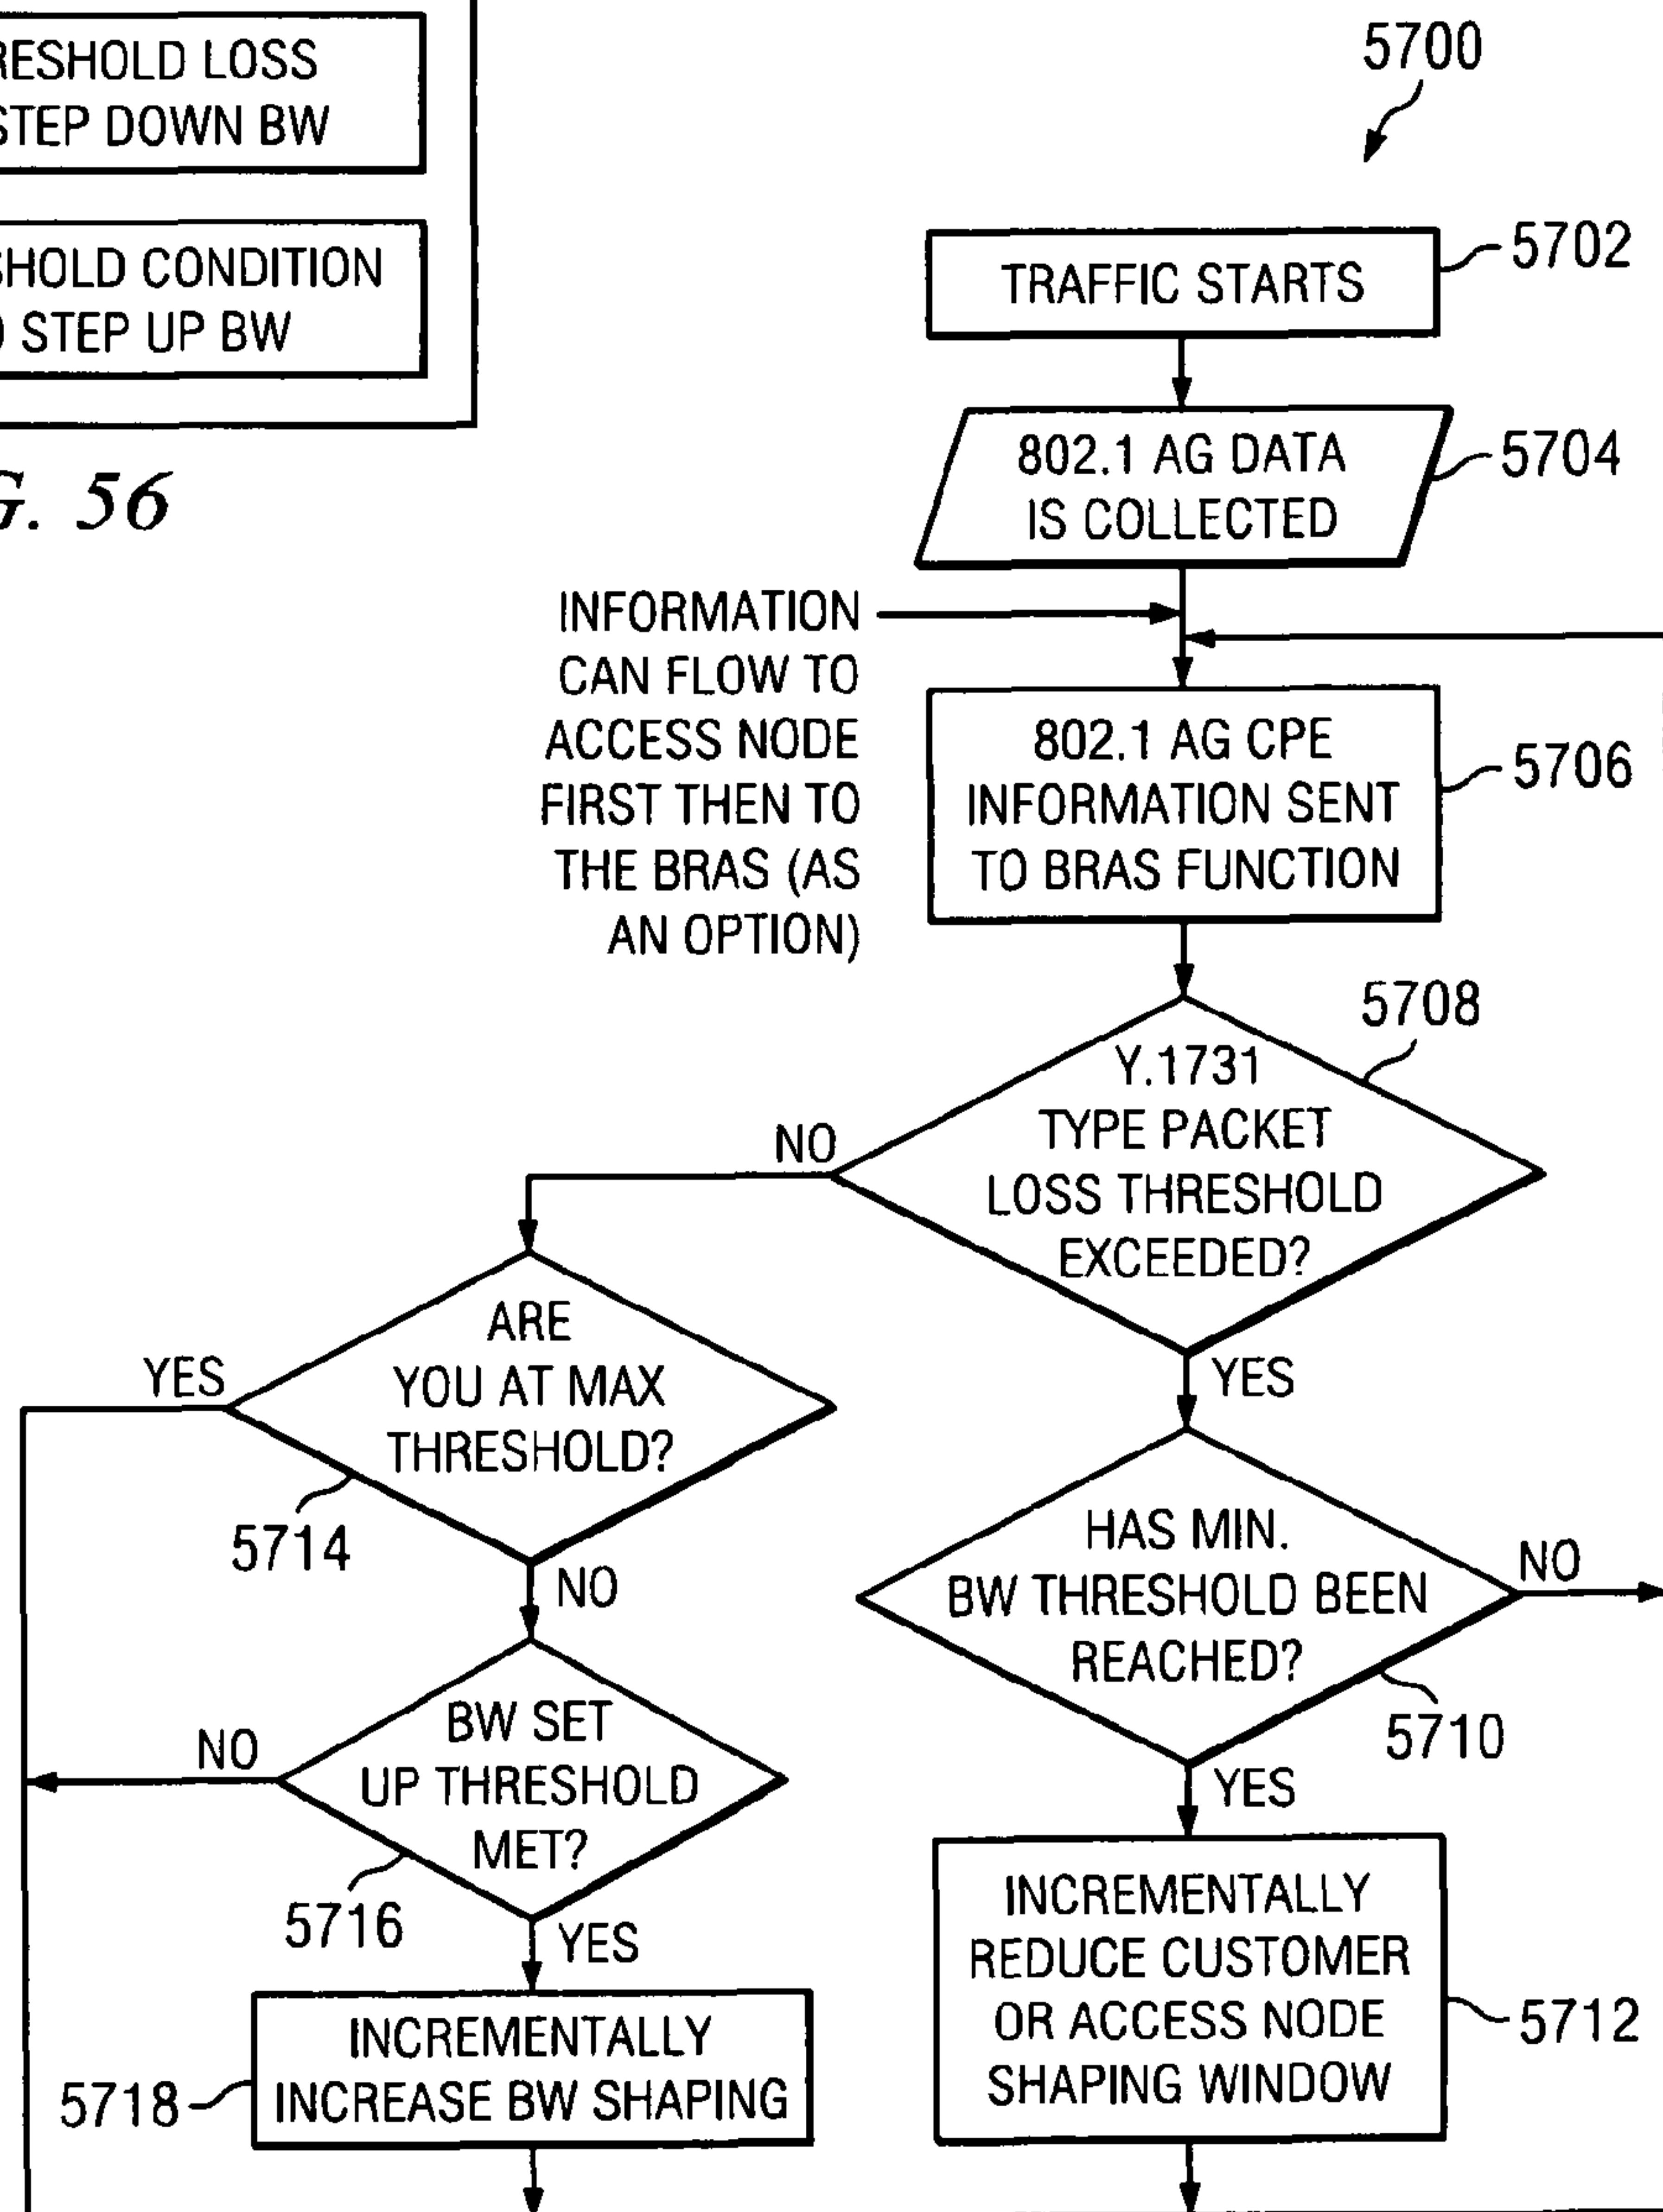 RESHOLD LOSS
STEP DOWN BW
SHOLD CONDITION
STEP UP BW
G. 56
5700
TRAFFIC STARTS
5702
802.1 AG DATA
IS COLLECTED
5704
INFORMATION
CAN FLOW TO
ACCESS NODE
FIRST THEN TO
THE BRAS (AS
AN OPTION)
802.1 AG CPE
INFORMATION SENT
TO BRAS FUNCTION
5706
5708
Y.1731
TYPE PACKET
LOSS THRESHOLD
EXCEEDED?
NO
YES
ARE
YOU AT MAX
THRESHOLD?
YES
5714
NO
HAS MIN.
BW THRESHOLD BEEN
REACHED?
NO
5710
YES
BW SET
UP THRESHOLD
MET?
NO
5716
YES
INCREMENTALLY
INCREASE BW SHAPING
5718
INCREMENTALLY
REDUCE CUSTOMER
OR ACCESS NODE
SHAPING WINDOW
5712